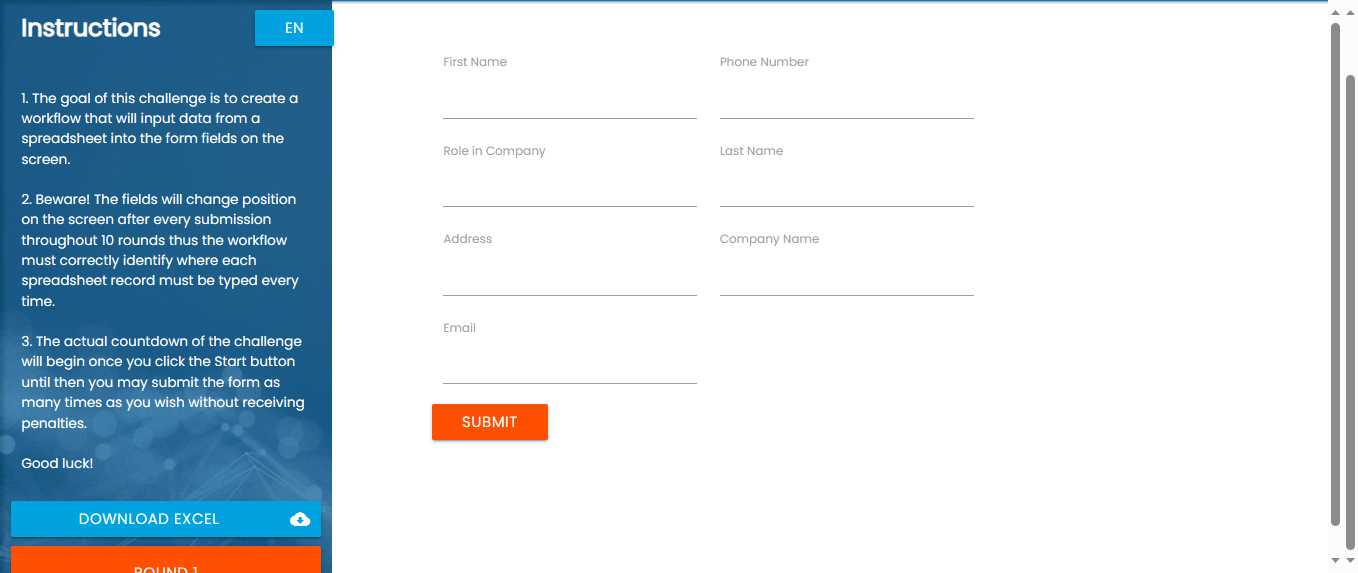 Instructions
EN
1. The goal of this challenge is to create a
workflow that will input data from a
spreadsheet into the form fields on the
screen.
2. Beware! The fields will change position
on the screen after every submission
throughout 10 rounds thus the workflow
must correctly identify where each
spreadsheet record must be typed every
time.
3. The actual countdown of the challenge
will begin once you click the Start button
until then you may submit the form as
many times as you wish without receiving
penalties.
Good luck!
DOWNLOAD EXCEL
ROUND 1
First Name
Phone Number
Role in Company
Last Name
Address
Company Name
Email
SUBMIT